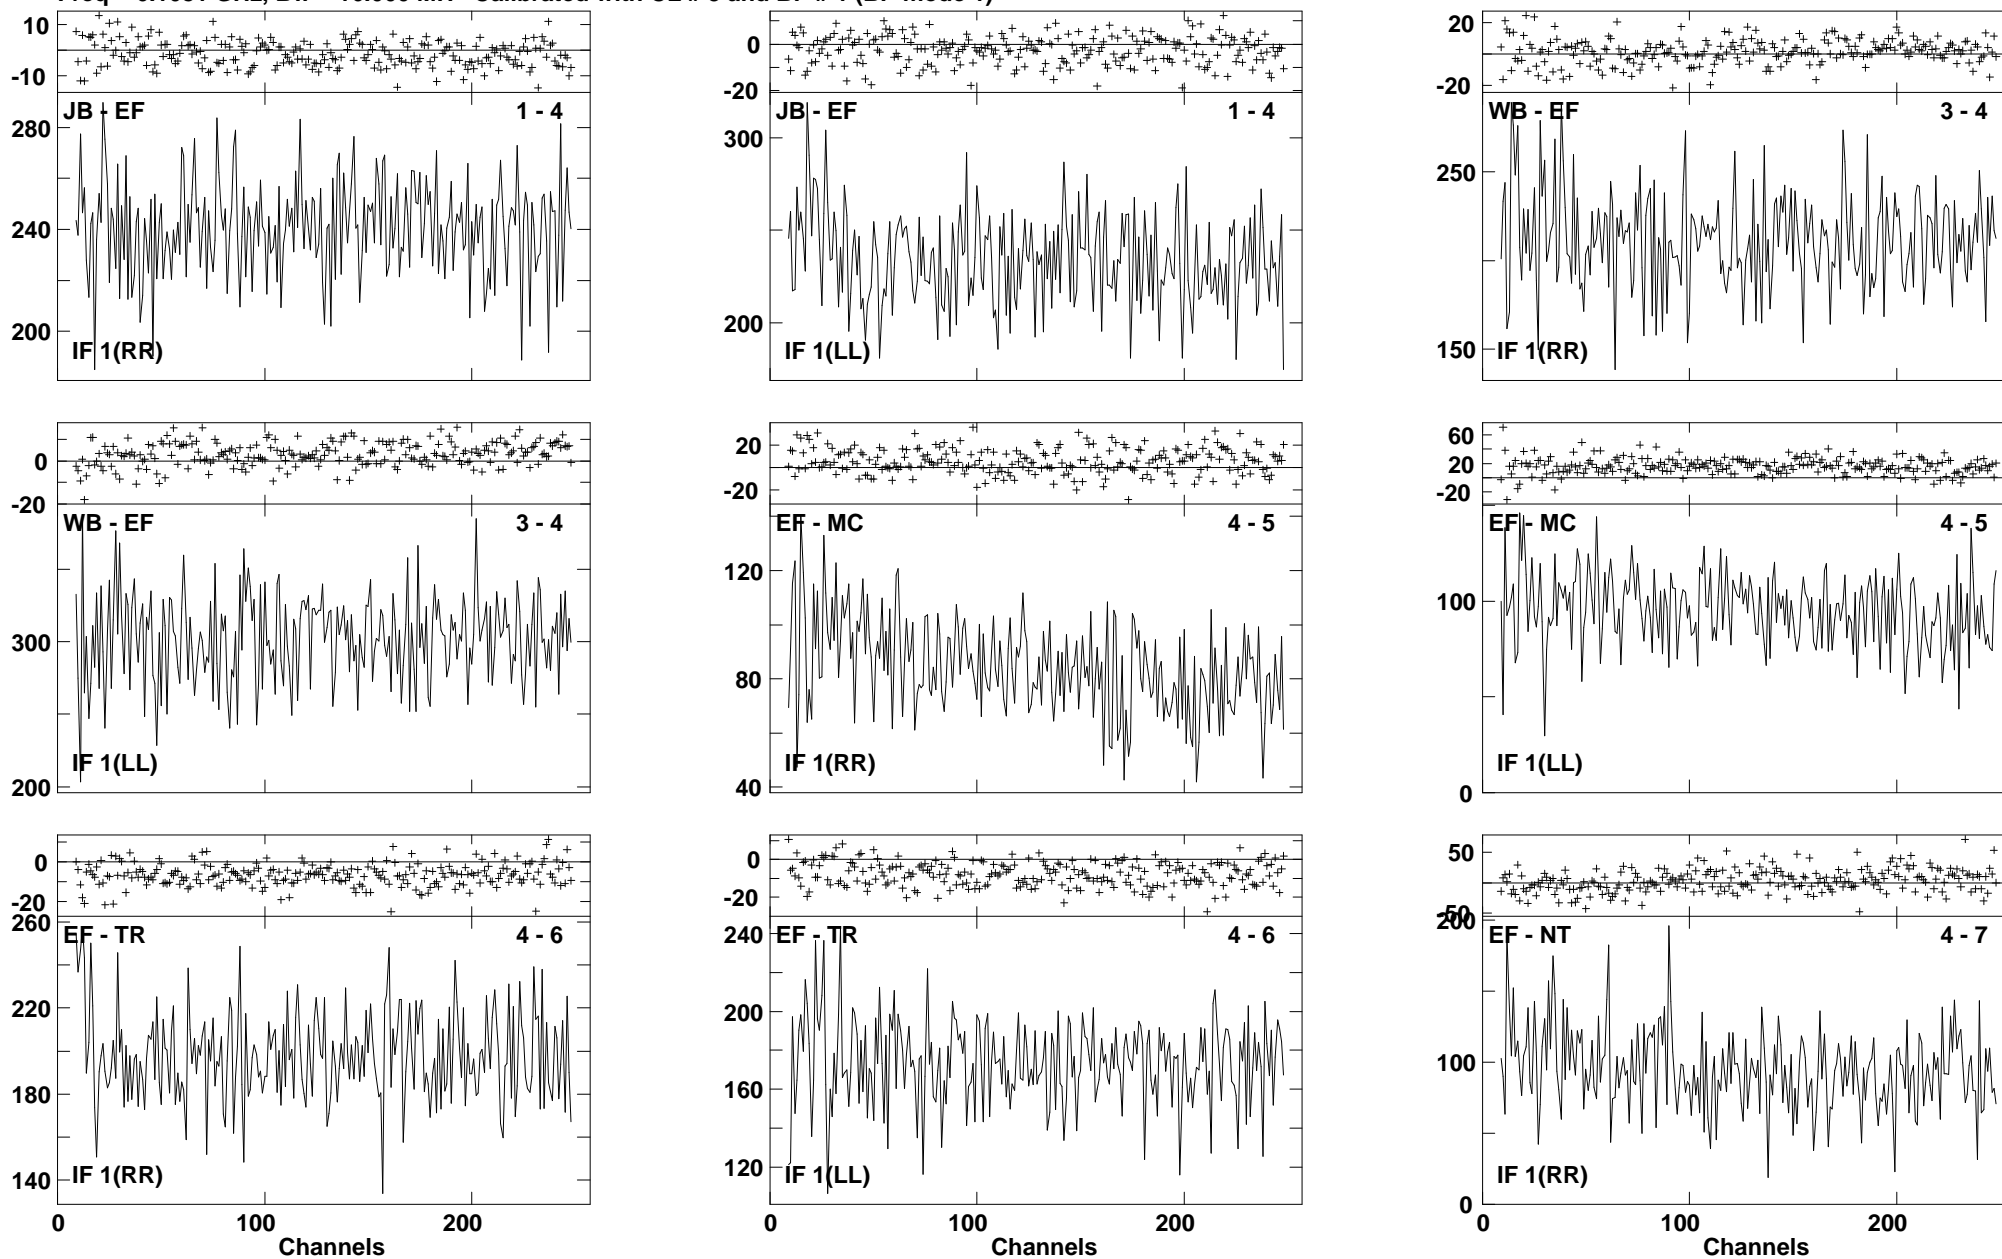 10
-10
JB - EF 1 - 4
280
240
200
IF 1(RR)
0
-20
JB - EF 1 - 4
300
200
IF 1(LL)
20
-20
WB - EF 3 - 4
250
150
IF 1(RR)
0
-20
WB - EF 3 - 4
300
200
IF 1(LL)
20
-20
EF - MC 4 - 5
120
80
40
IF 1(RR)
60
20
-20
EF - MC 4 - 5
100
0
IF 1(LL)
0
-20
260
EF - TR 4 - 6
220
180
140
IF 1(RR)
0 100 200
Channels
0
-20
240
EF - TR 4 - 6
200
160
120
IF 1(LL)
0 100 200
Channels
50
-50
200
EF - NT 4 - 7
100
0
IF 1(RR)
0 100 200
Channels